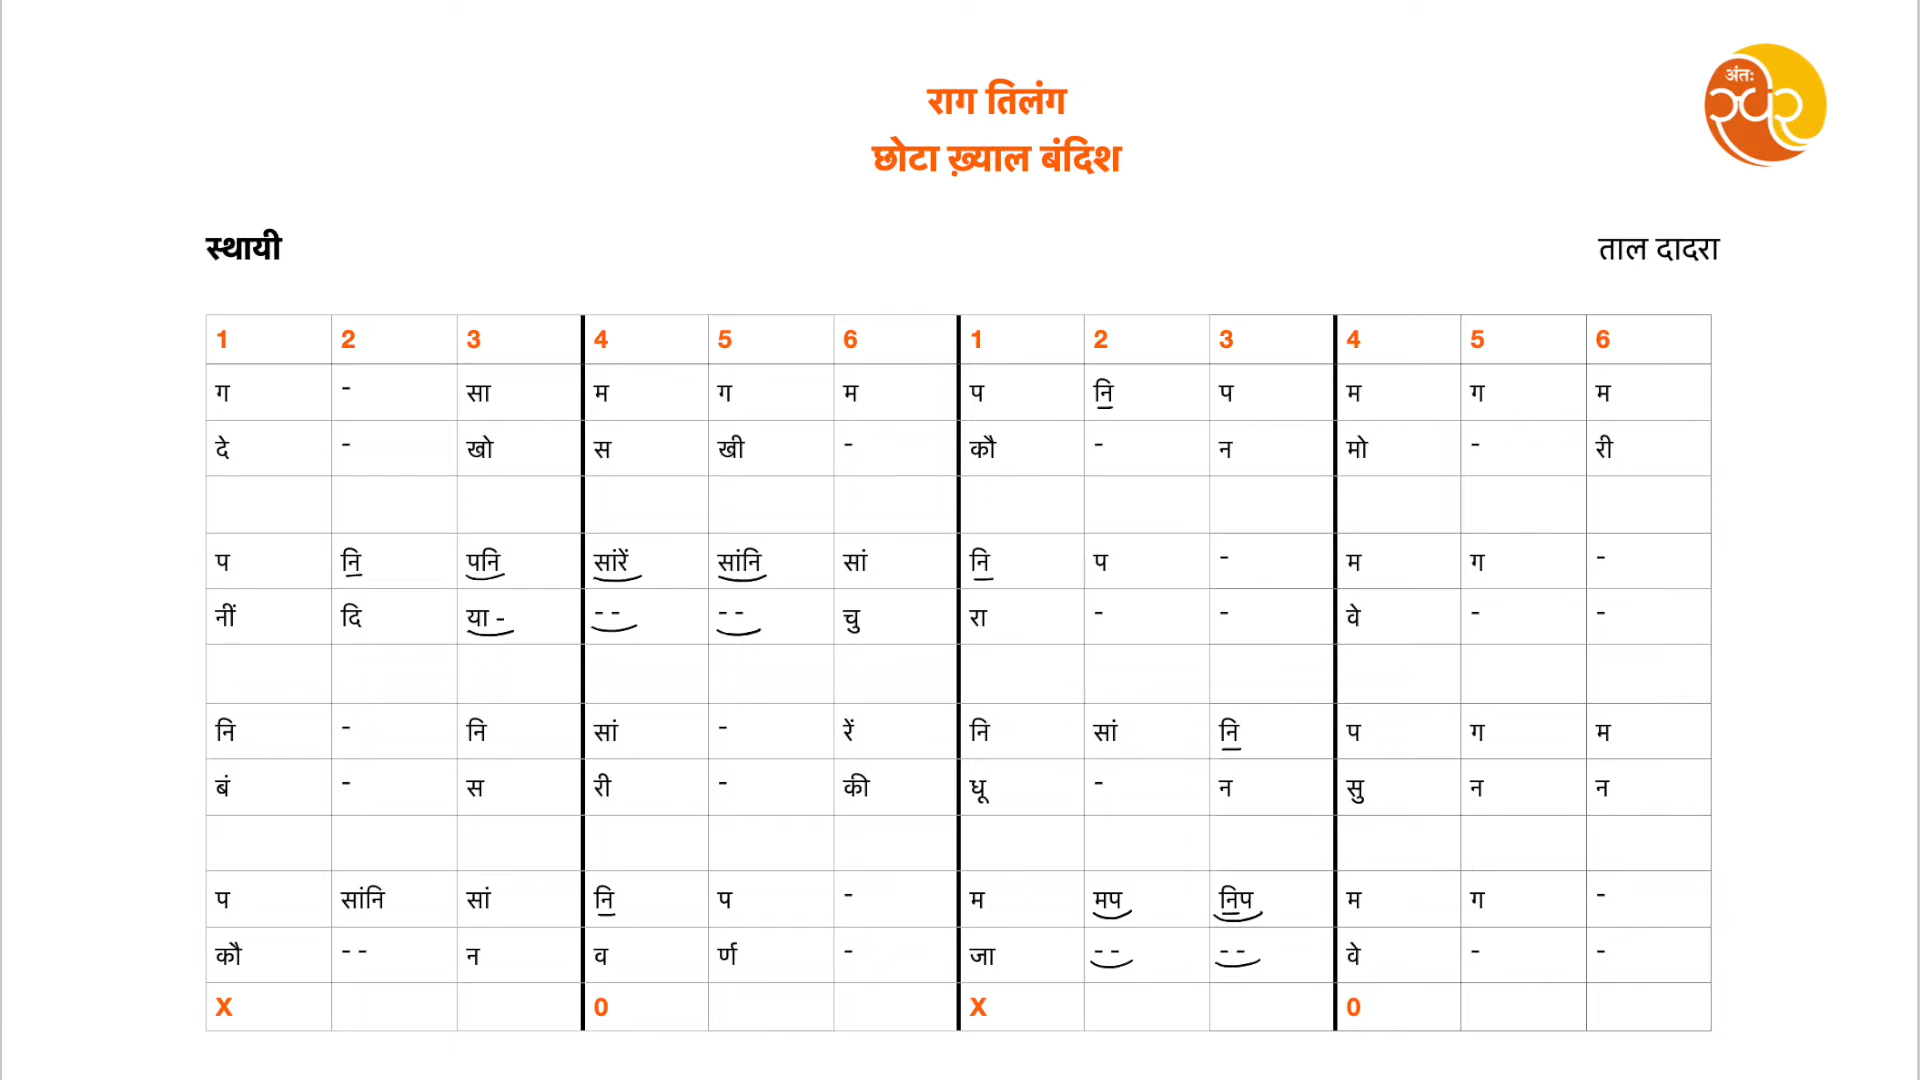 अंतः
स्वर
राग तिलंग
छोटा ख़्याल बंदिश
स्थायी ताल दादरा
1 2 3 4 5 6 1 2 3 4 5 6
ग - सा म ग म प नि॒ प म ग म
दे - खो स खी - कौ - न मो - री
प नि॒ पनि सांरें सांनि सां नि॒ प - म ग -
नीं दि या - - - - - चु रा - - वे - -
नि - नि सां - रें नि सां नि॒ प ग म
बं - स री - की धू - न सु न न
प सांनि सां नि॒ प - म मप नि॒प म ग -
कौ - - न व र्ण - जा - - - - वे - -
X 0 X 0